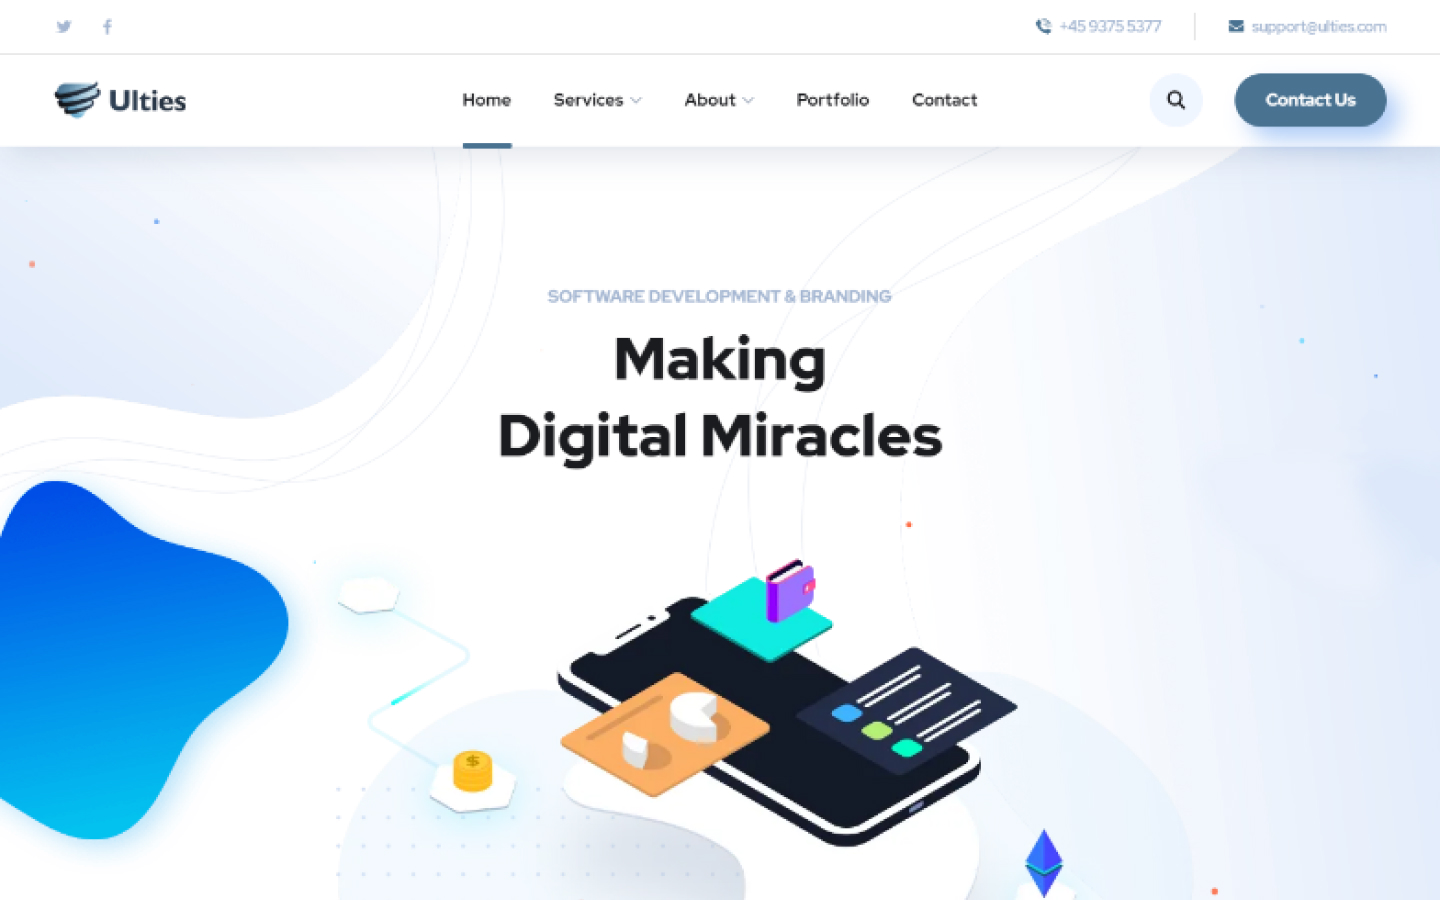 +45 9375 5377
support@ulties.com
Ulties
Home
Services
About
Portfolio
Contact
Contact Us
SOFTWARE DEVELOPMENT & BRANDING
Making
Digital Miracles
$